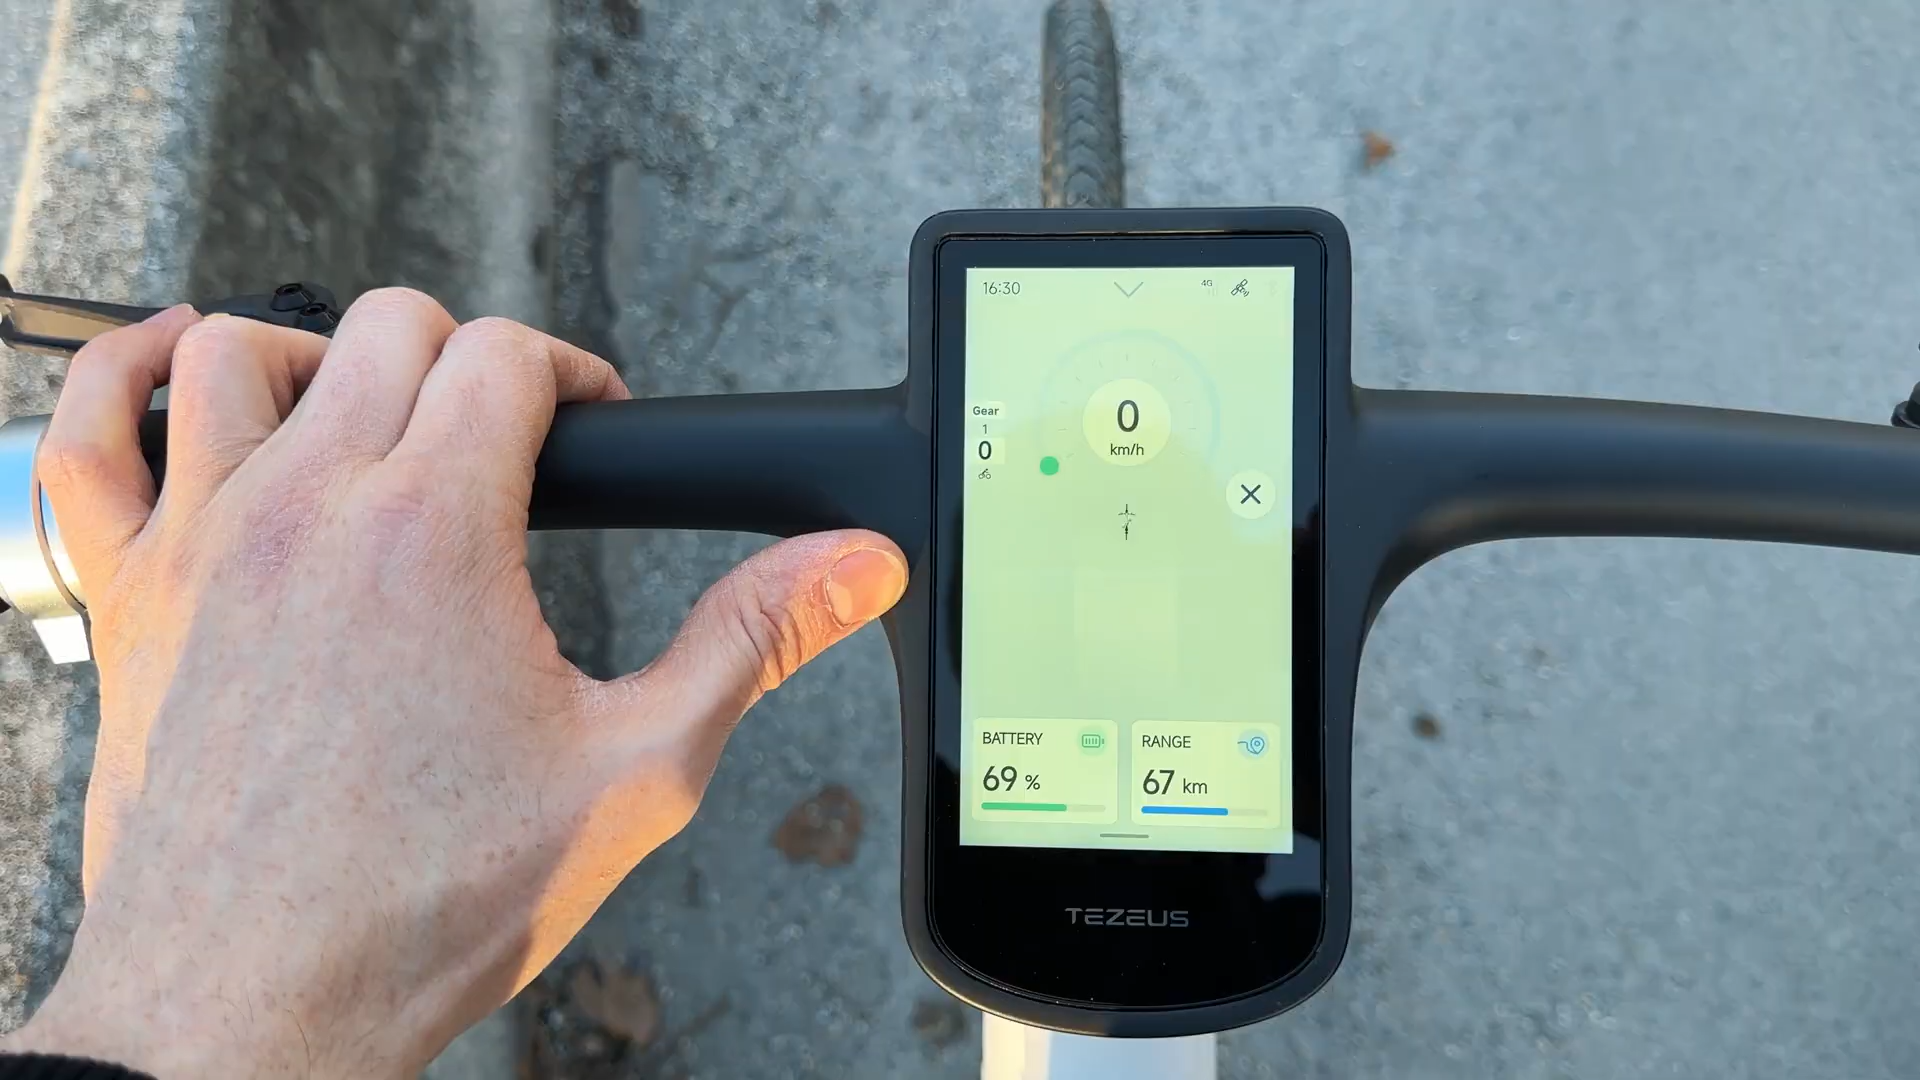 16:30
4G
0
km/h
Gear
1
0
BATTERY
69 %
RANGE
67 km
TEZEUS